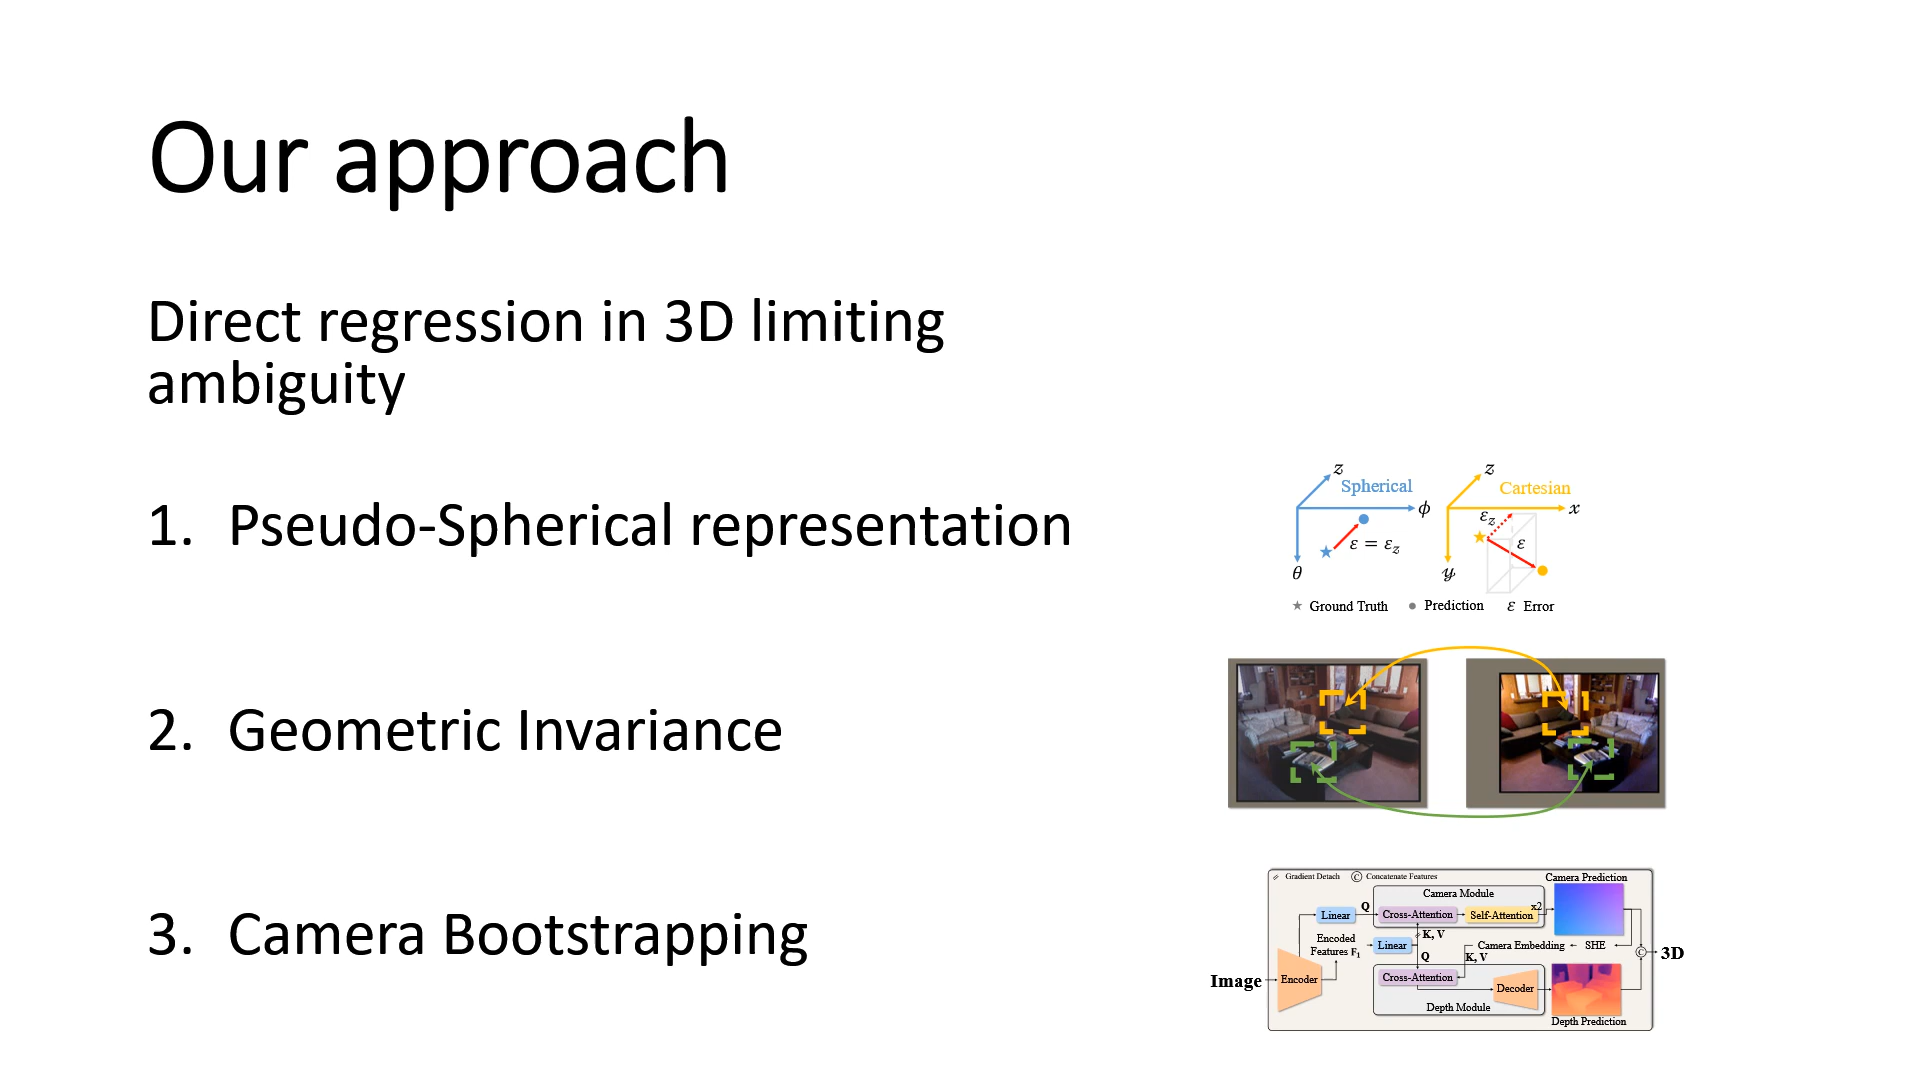 Our approach
Direct regression in 3D limiting
ambiguity
1. Pseudo-Spherical representation
z
Spherical
ϕ
ε = ε_z
θ
z
Cartesian
x
ε_z
ε
y
★ Ground Truth ● Prediction ε Error
2. Geometric Invariance
3. Camera Bootstrapping
Gradient Detach © Concatenate Features
Camera Prediction
Camera Module
Linear
Q
Cross-Attention
Self-Attention
x2
K, V
Encoded
Features F₁
Linear
Camera Embedding
SHE
Q
K, V
C
3D
Image
Encoder
Cross-Attention
Decoder
Depth Module
Depth Prediction